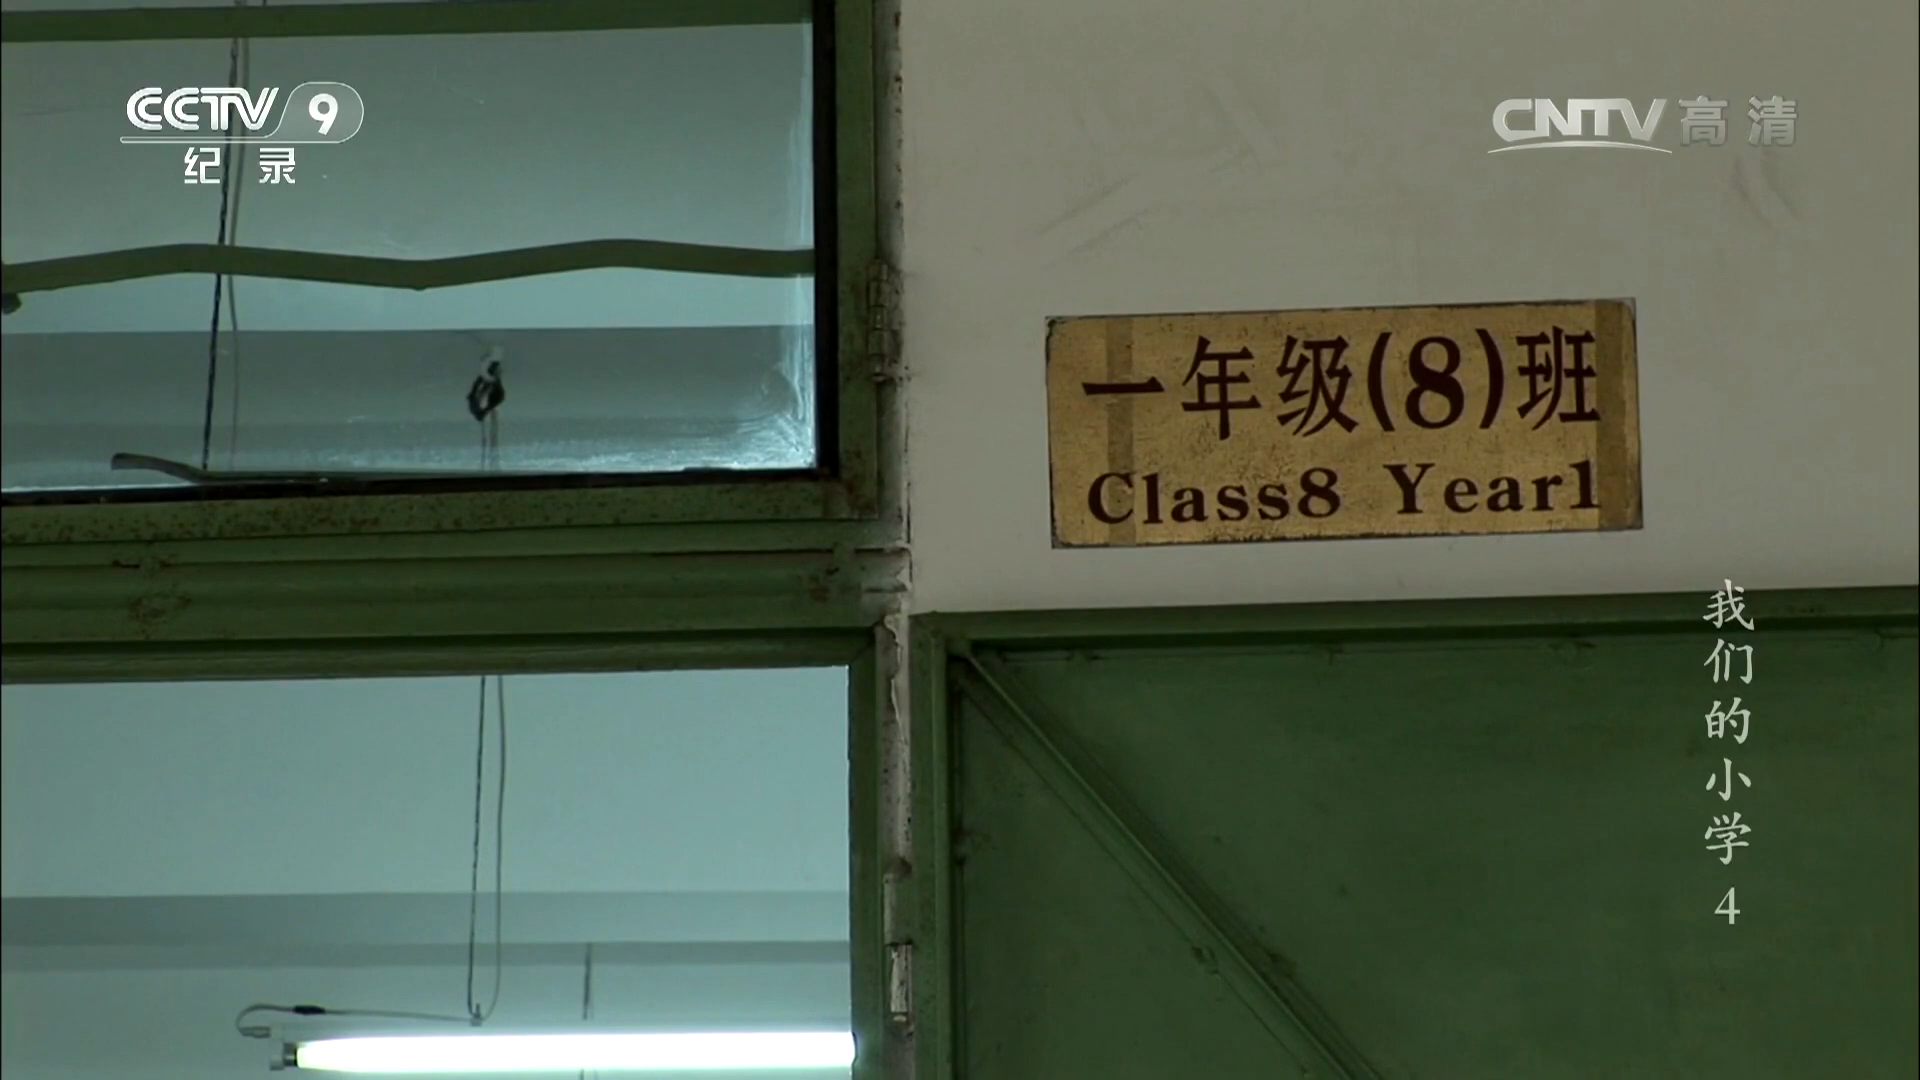 CCTV 9
纪录
CNTV 高清
一年级(8)班
Class8 Year1
我们的小学 4